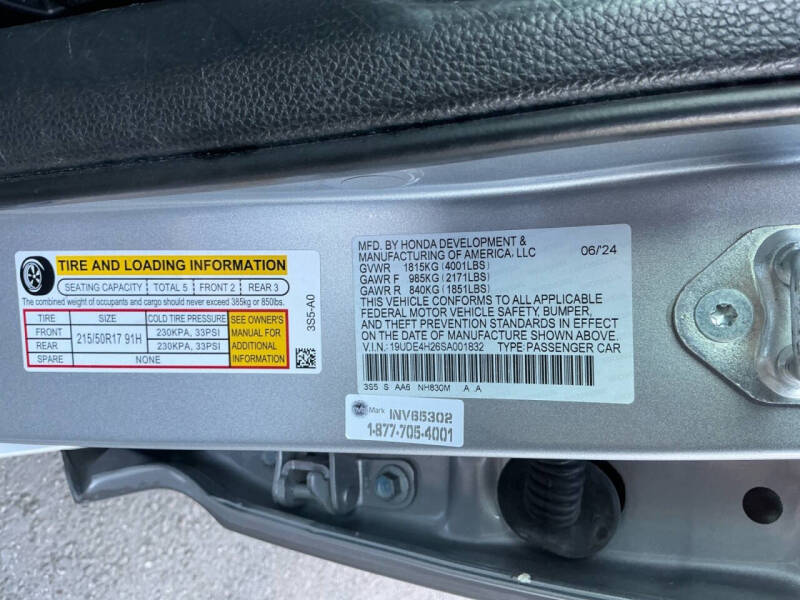 TIRE AND LOADING INFORMATION
SEATING CAPACITY TOTAL 5 FRONT 2 REAR 3
The combined weight of occupants and cargo should never exceed 385kg or 850lbs.
TIRE SIZE COLD TIRE PRESSURE
FRONT 215/50R17 91H 230KPA, 33PSI
REAR 230KPA, 33PSI
SPARE NONE
SEE OWNER'S
MANUAL FOR
ADDITIONAL
INFORMATION
3S5-A0
MFD. BY HONDA DEVELOPMENT & 06/'24
MANUFACTURING OF AMERICA, LLC
GVWR 1815KG(4001LBS)
GAWR F 985KG(2171LBS)
GAWR R 840KG(1851LBS)
THIS VEHICLE CONFORMS TO ALL APPLICABLE
FEDERAL MOTOR VEHICLE SAFETY, BUMPER,
AND THEFT PREVENTION STANDARDS IN EFFECT
ON THE DATE OF MANUFACTURE SHOWN ABOVE.
V.I.N.: 19UDE4H26SA001832 TYPE:PASSENGER CAR
3S5 S AA6 NH830M A A
Mark INV65302
1-877-705-4001